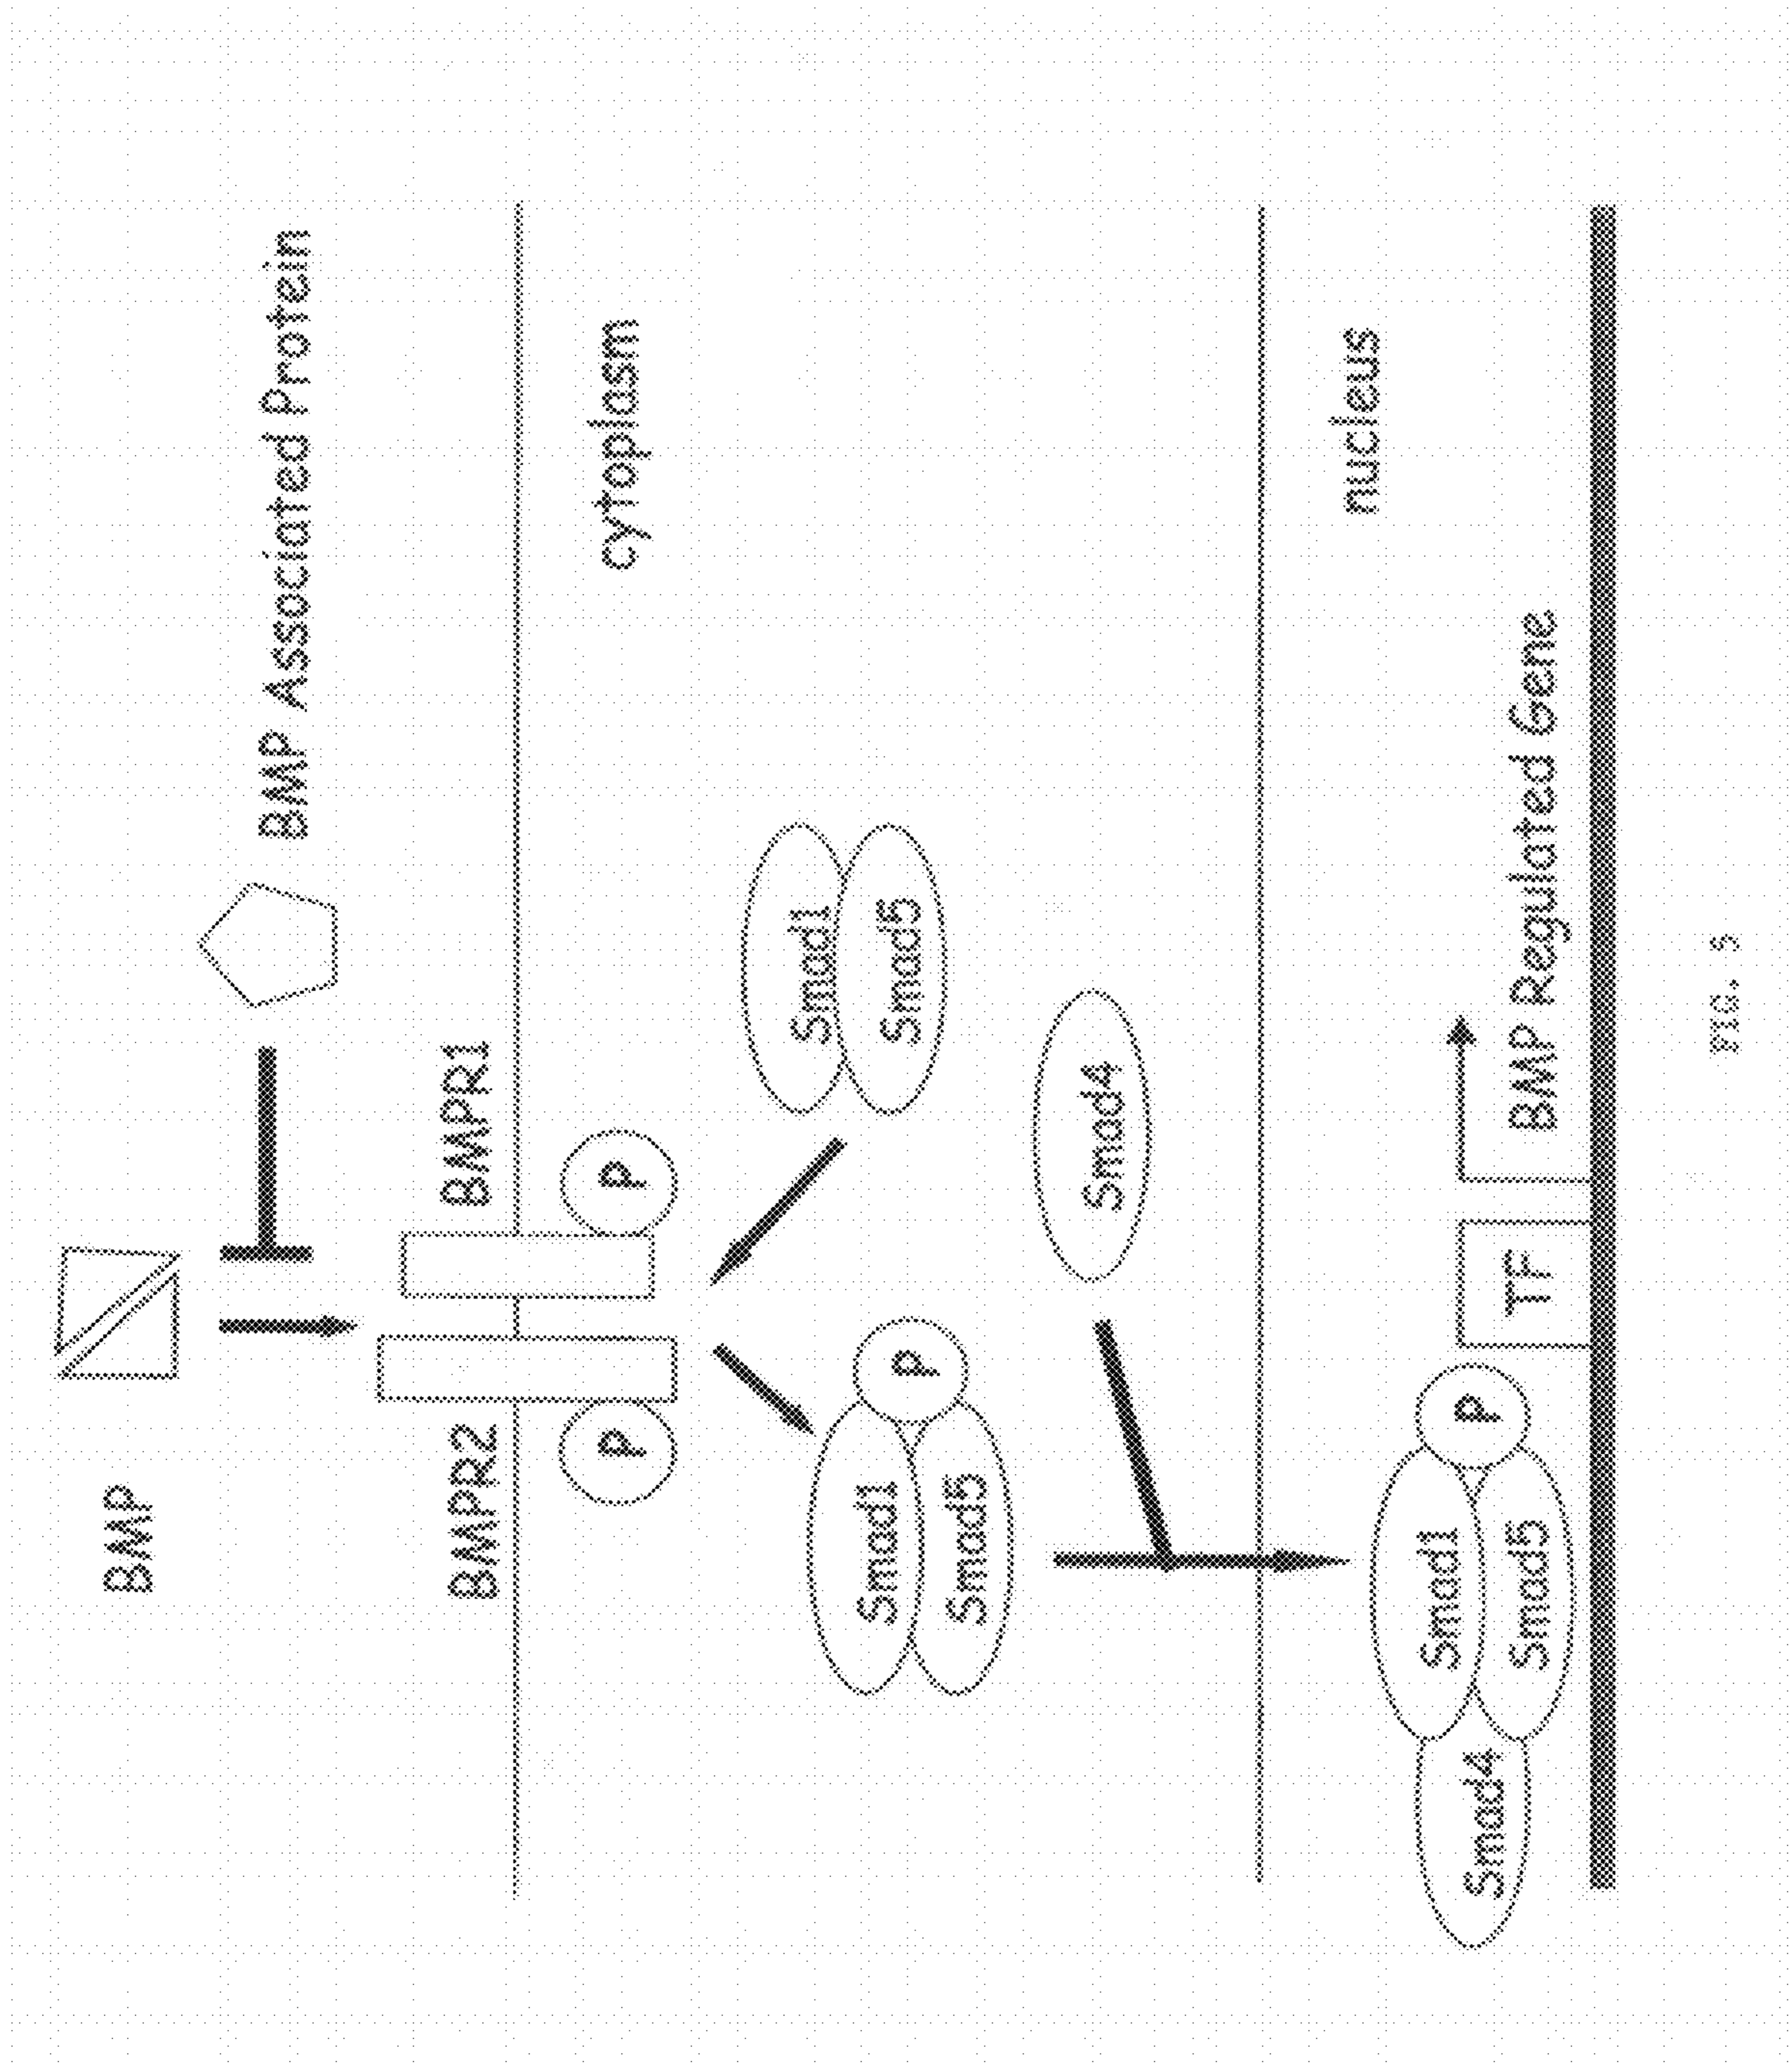 BMP
BMP Associated Protein
BMPR2
BMPR1
P
P
cytoplasm
Smad1
Smad5
Smad1
Smad5
P
Smad4
nucleus
Smad4
Smad1
Smad5
P
TF
BMP Regulated Gene
FIG. 5